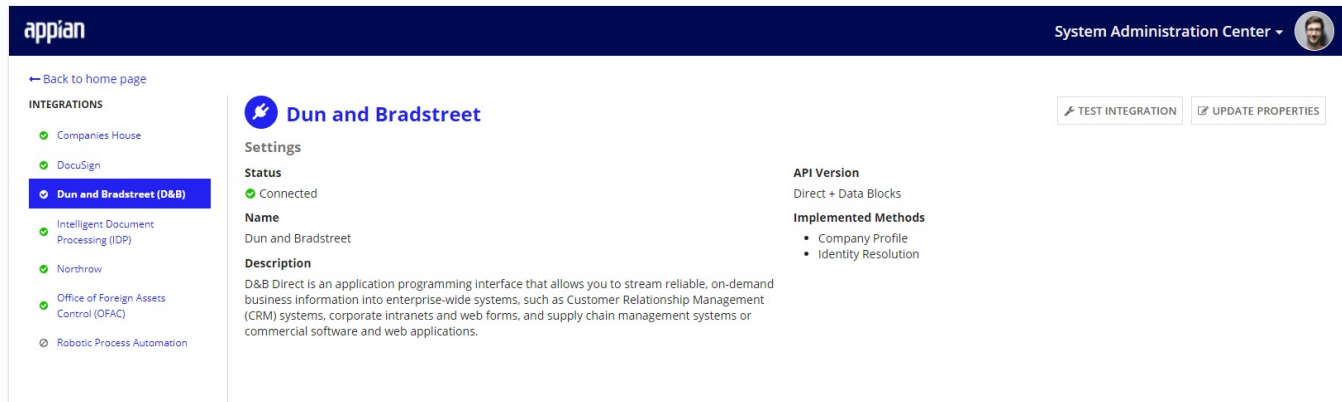 appian
System Administration Center
Back to home page
INTEGRATIONS
Companies House
DocuSign
Dun and Bradstreet (D&B)
Intelligent Document
Processing (IDP)
Northrow
Office of Foreign Assets
Control (OFAC)
Robotic Process Automation
Dun and Bradstreet
TEST INTEGRATION
UPDATE PROPERTIES
Settings
Status
Connected
Name
Dun and Bradstreet
Description
D&B Direct is an application programming interface that allows you to stream reliable, on-demand
business information into enterprise-wide systems, such as Customer Relationship Management
(CRM) systems, corporate intranets and web forms, and supply chain management systems or
commercial software and web applications.
API Version
Direct + Data Blocks
Implemented Methods
• Company Profile
• Identity Resolution